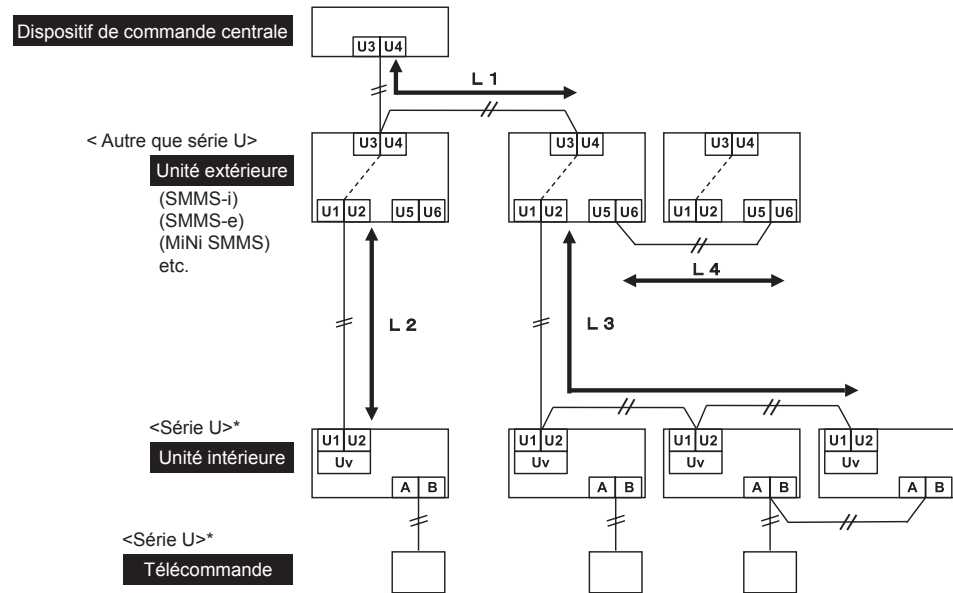 Dispositif de commande centrale
U3 U4
L 1
< Autre que série U>
U3 U4 U3 U4 U3 U4
Unité extérieure
(SMMS-i)
(SMMS-e)
(MiNi SMMS)
etc.
U1 U2 U5 U6 U1 U2 U5 U6 U1 U2 U5 U6
L 4
L 2 L 3
<Série U>*
U1 U2 U1 U2 U1 U2 U1 U2
Unité intérieure
Uv Uv Uv Uv
A B A B A B A B
<Série U>*
Télécommande